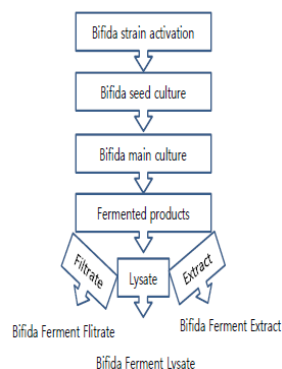 Bifida strain activation
Bifida seed culture
Bifida main culture
Fermented products
Filtrate
Lysate
Extract
Bifida Ferment Flitrate
Bifida Ferment Extract
Bifida Ferment Lysate